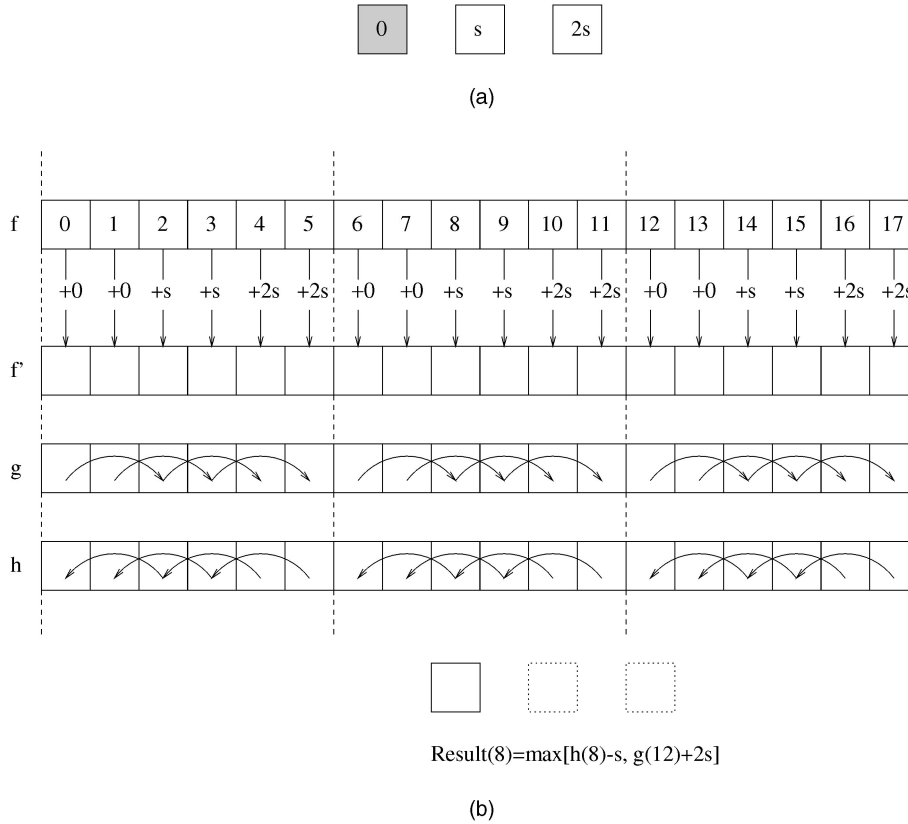 0 s 2s
(a)
f 0 1 2 3 4 5 6 7 8 9 10 11 12 13 14 15 16 17
+0 +0 +s +s +2s +2s +0 +0 +s +s +2s +2s +0 +0 +s +s +2s +2s
f'
g
h
Result(8)=max[h(8)-s, g(12)+2s]
(b)